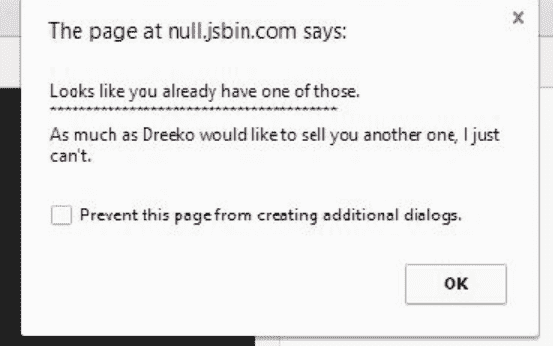 The page at null.jsbin.com says:
x
Looks like you already have one of those.
****************************************
As much as Dreeko would like to sell you another one, I just
can't.
Prevent this page from creating additional dialogs.
OK